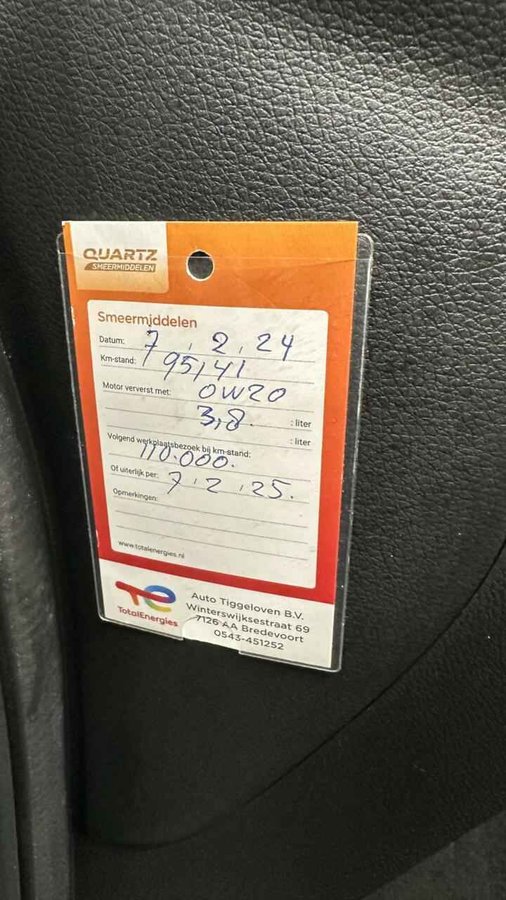 QUARTZ
SMEERMIDDELEN
Smeermiddelen
Datum: 7 . 2 . 24
Km-stand: 95141
Motor ververst met: 0W20
3,8. : liter
: liter
Volgend werkplaatsbezoek bij km-stand:
110.000.
Of uiterlijk per: 7 . 2 . 25.
Opmerkingen:
www.totalenergies.nl
TotalEnergies
Auto Tiggeloven B.V.
Winterswijksestraat 69
7126 AA Bredevoort
0543-451252